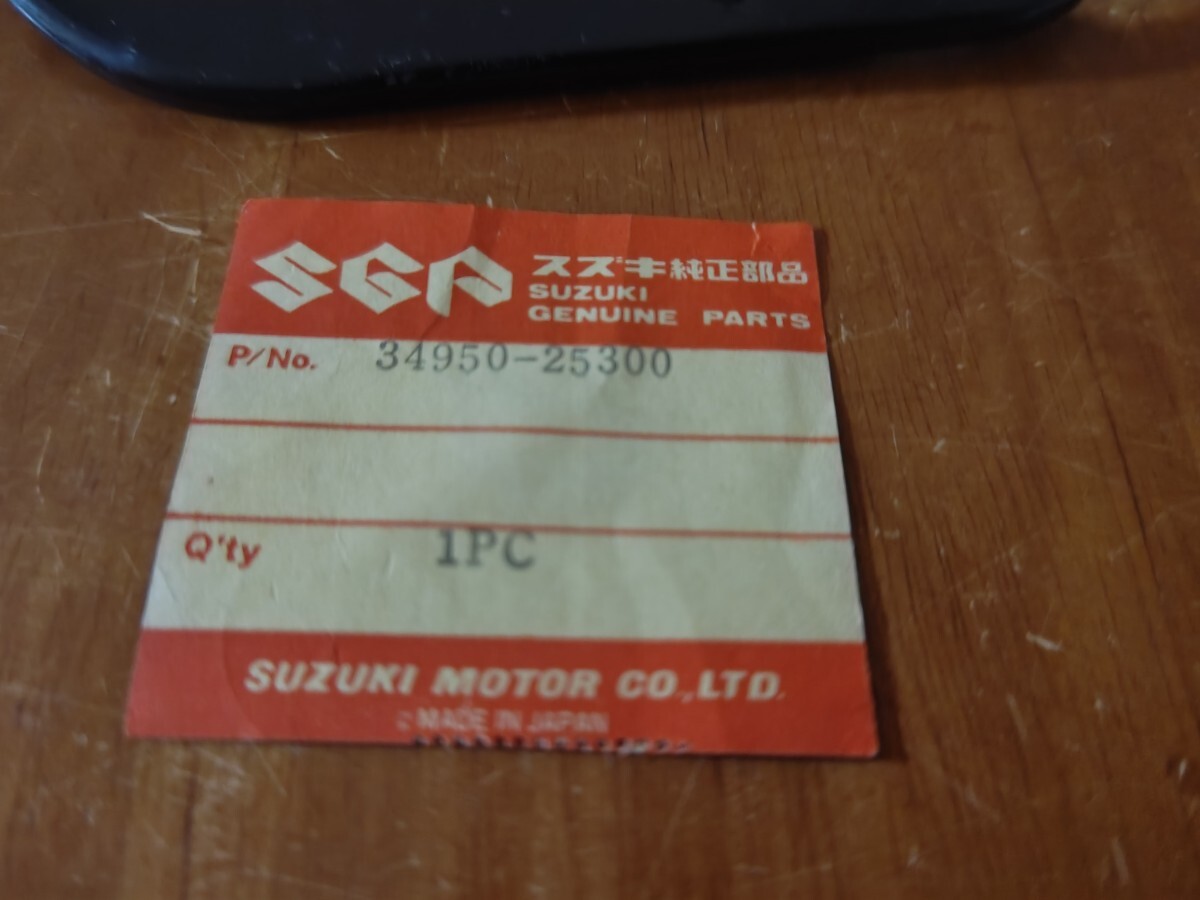 SGP
スズキ純正部品
SUZUKI
GENUINE PARTS
P/No. 34950-25300
Q'ty 1PC
SUZUKI MOTOR CO.,LTD.
MADE IN JAPAN